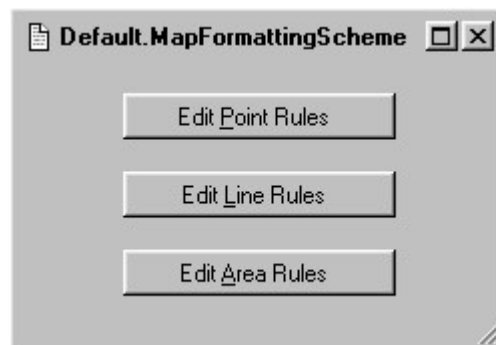 Default.MapFormattingScheme
Edit Point Rules
Edit Line Rules
Edit Area Rules